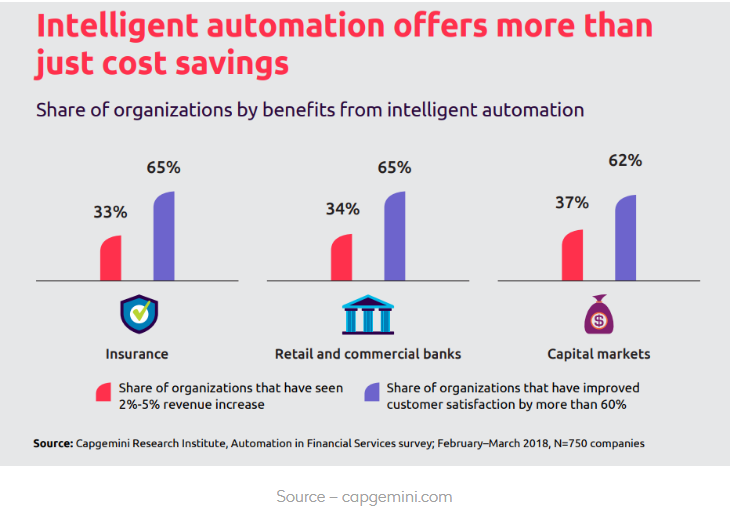 Intelligent automation offers more than
just cost savings
Share of organizations by benefits from intelligent automation
33%
65%
34%
65%
37%
62%
$
Insurance
Retail and commercial banks
Capital markets
Share of organizations that have seen
2%-5% revenue increase
Share of organizations that have improved
customer satisfaction by more than 60%
Source: Capgemini Research Institute, Automation in Financial Services survey; February–March 2018, N=750 companies
Source – capgemini.com